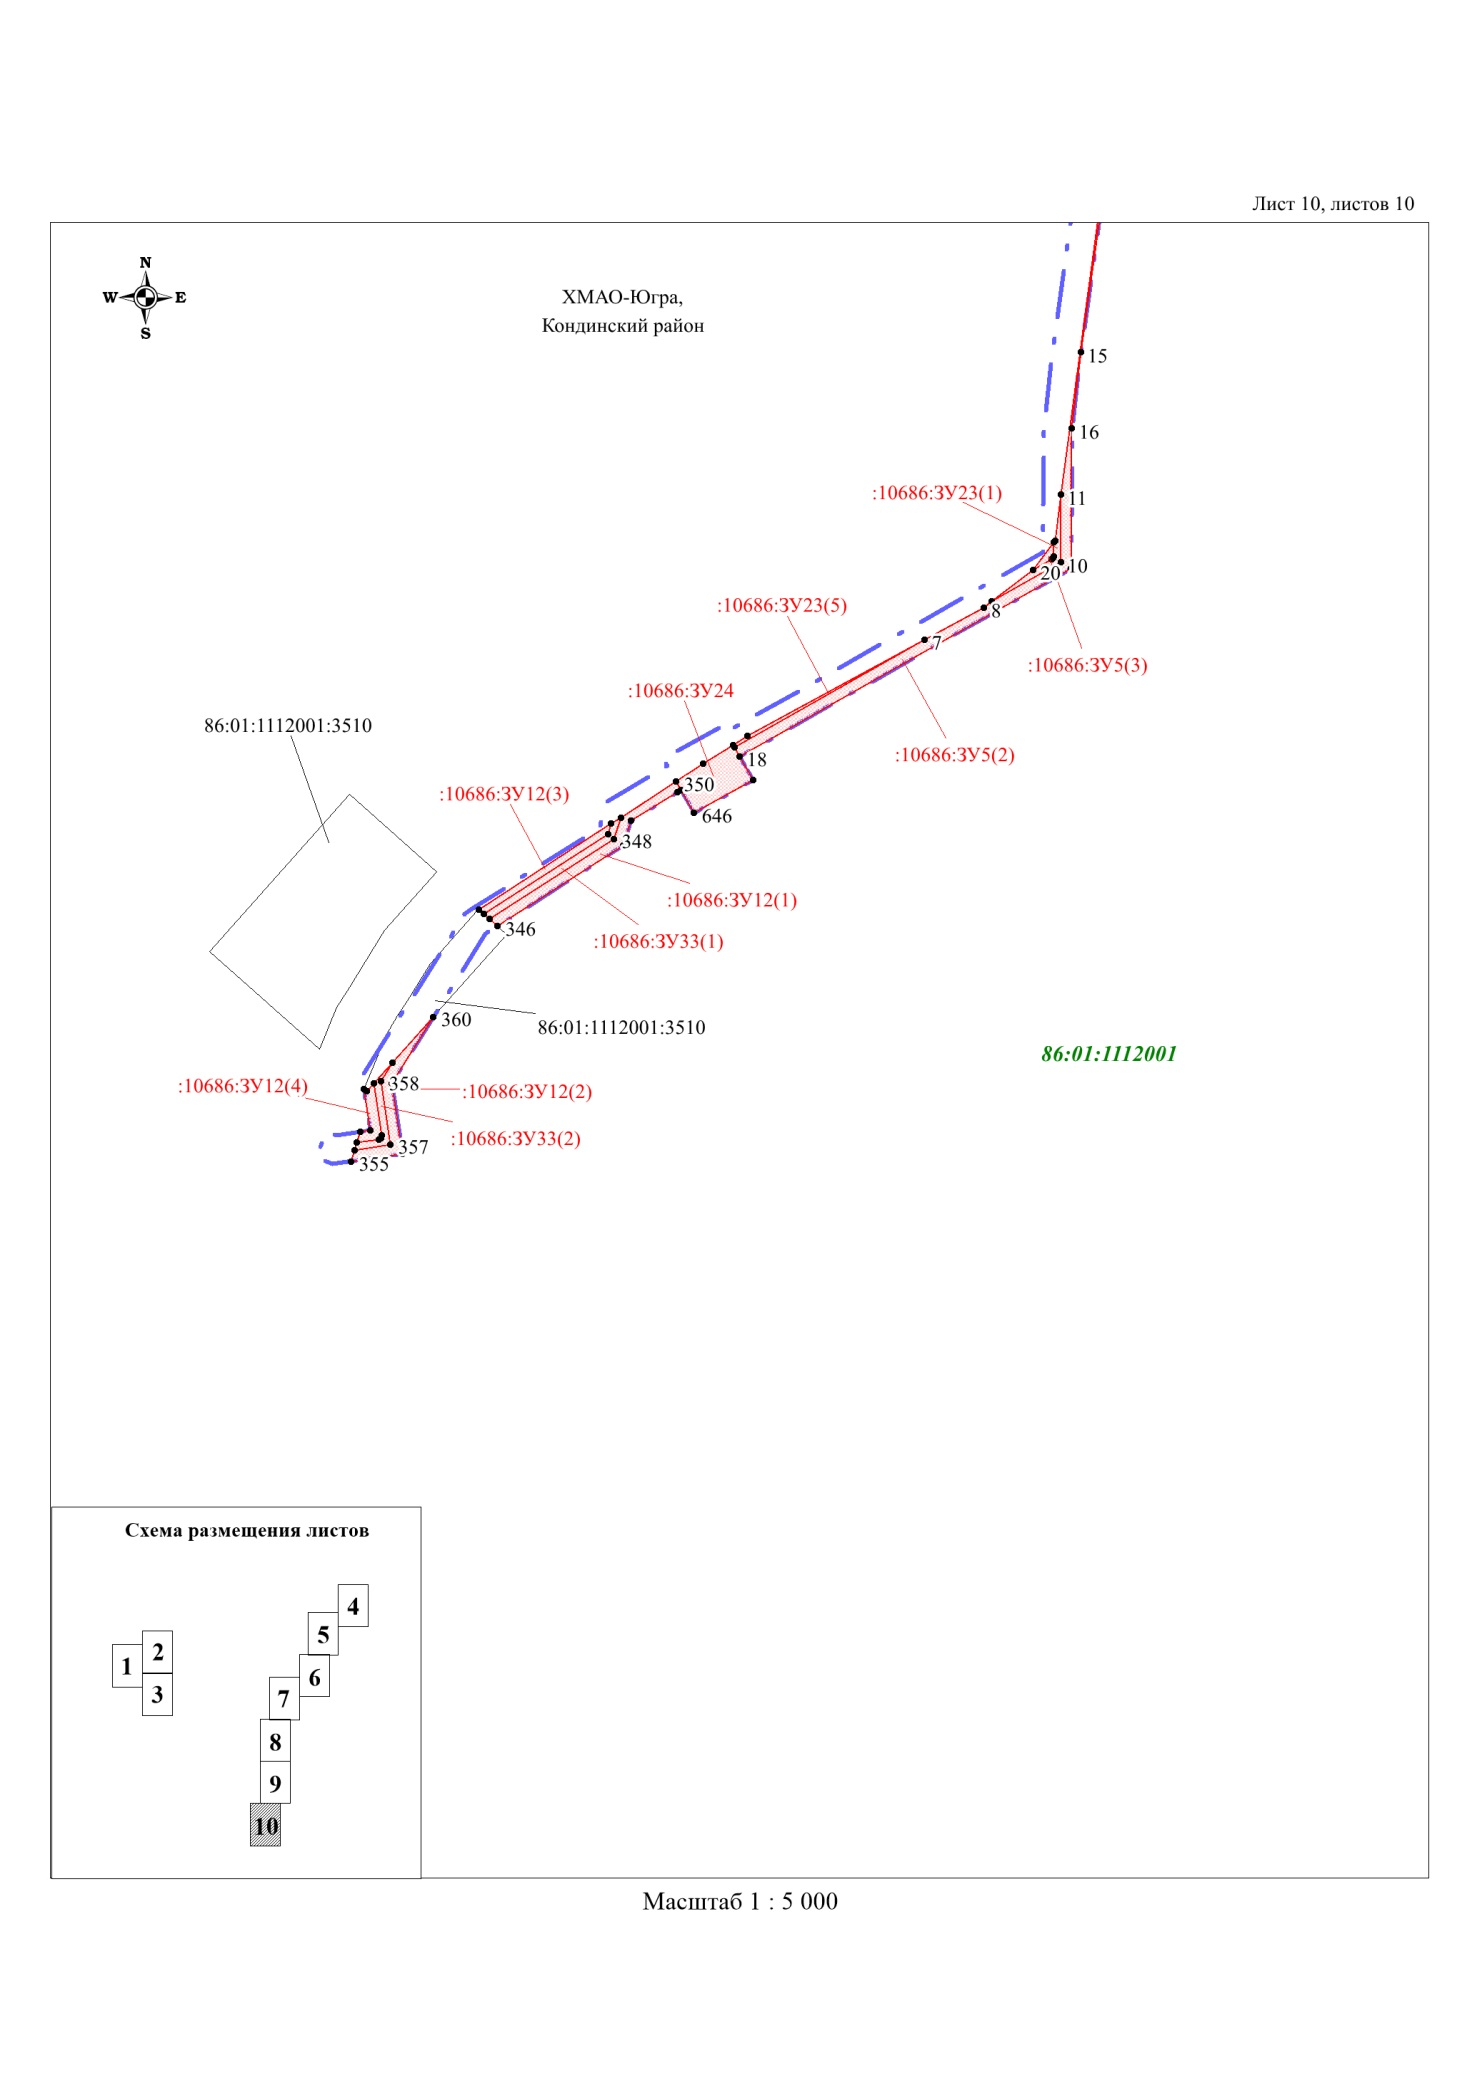 Лист 10, листов 10
N
W E
S
ХМАО-Югра,
Кондинский район
15
16
:10686:ЗУ23(1)
11
10
20
:10686:ЗУ23(5)
8
7
:10686:ЗУ5(3)
:10686:ЗУ24
86:01:1112001:3510
:10686:ЗУ5(2)
18
350
:10686:ЗУ12(3)
646
348
:10686:ЗУ12(1)
346
:10686:ЗУ33(1)
360
86:01:1112001:3510
86:01:1112001
358
:10686:ЗУ12(4)
:10686:ЗУ12(2)
:10686:ЗУ33(2)
357
355
Схема размещения листов
4
5
2
1
6
3
7
8
9
10
Масштаб 1 : 5 000